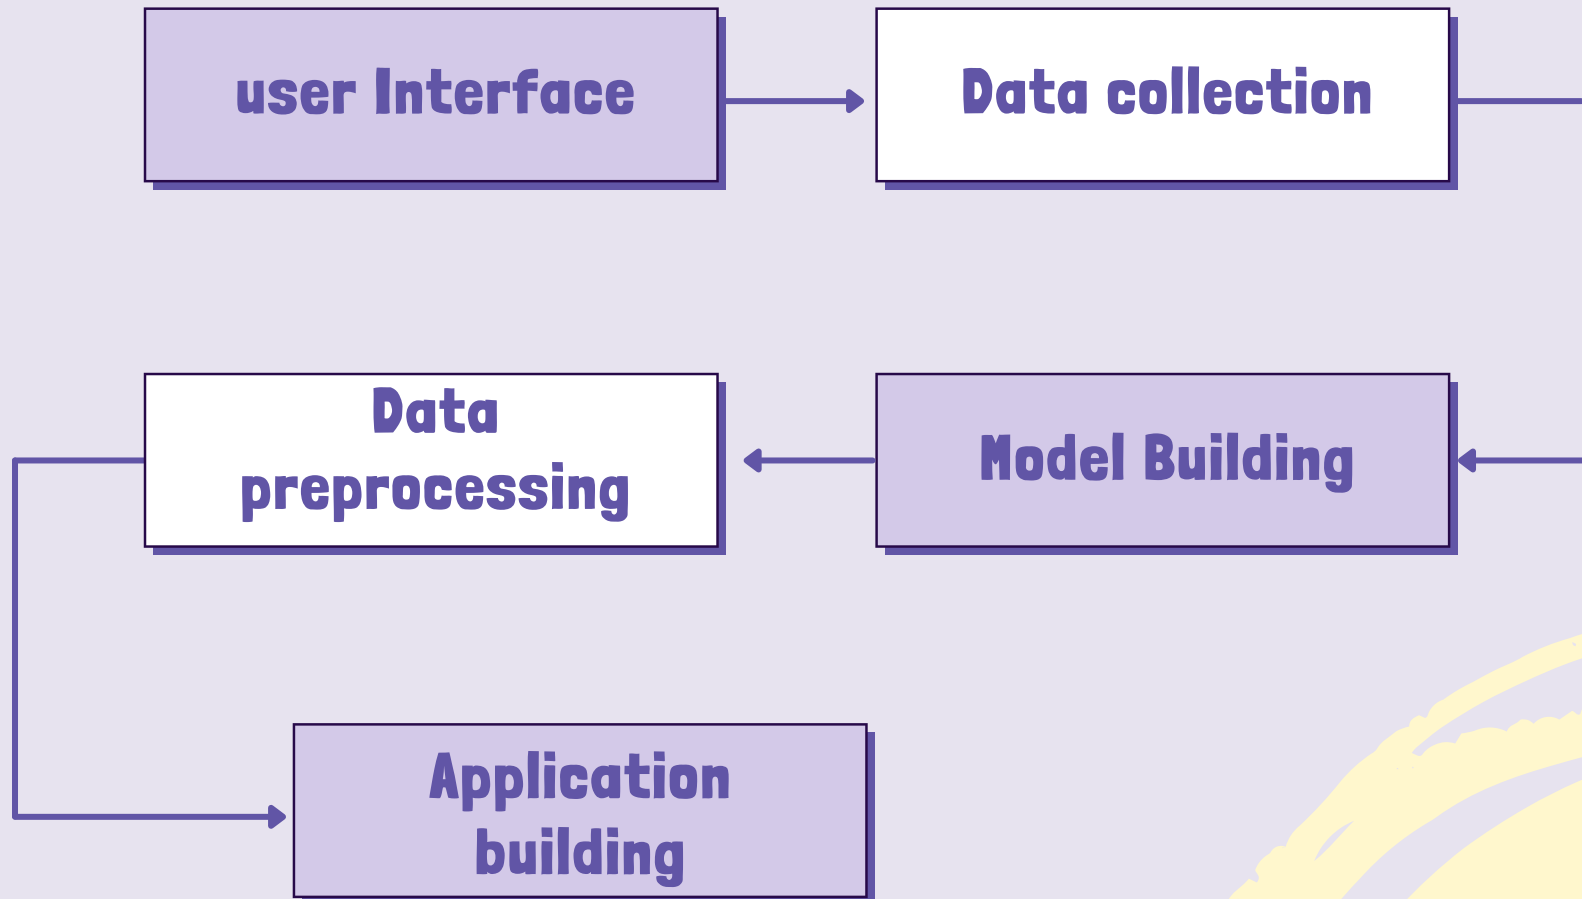 user Interface
Data collection
Data
preprocessing
Model Building
Application
building